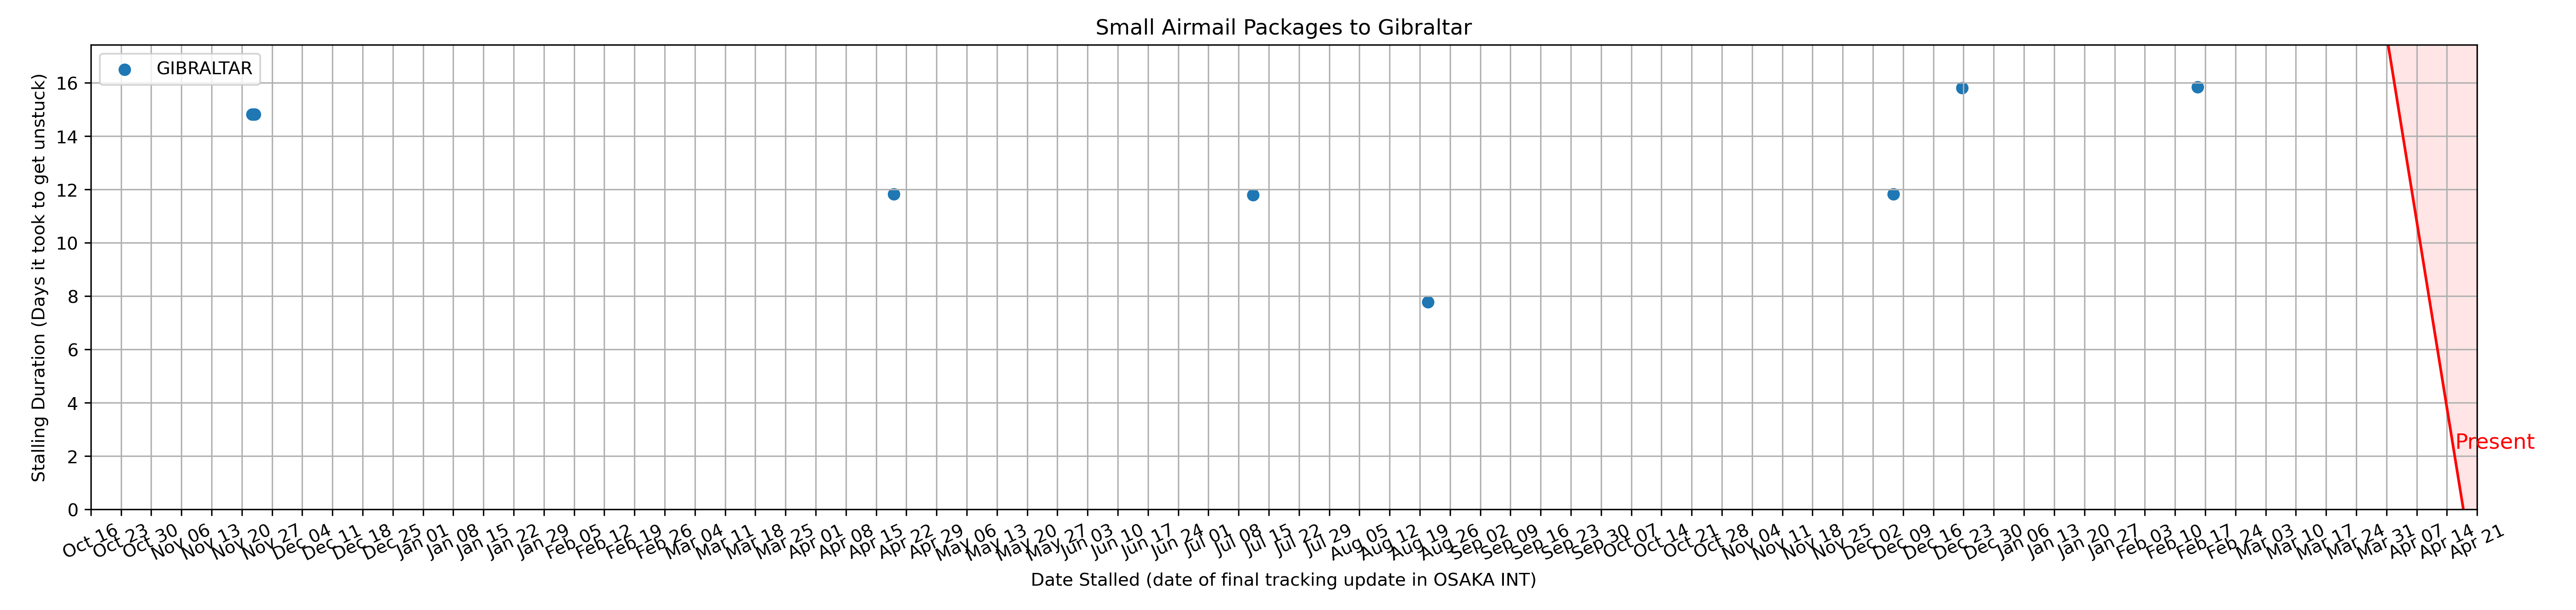 Small Airmail Packages to Gibraltar
GIBRALTAR
Stalling Duration (Days it took to get unstuck)
16
14
12
10
8
6
4
2
0
Present
Oct 16 Oct 23 Oct 30 Nov 06 Nov 13 Nov 20 Nov 27 Dec 04 Dec 11 Dec 18 Dec 25 Jan 01 Jan 08 Jan 15 Jan 22 Jan 29 Feb 05 Feb 12 Feb 19 Feb 26 Mar 04 Mar 11 Mar 18 Mar 25 Apr 01 Apr 08 Apr 15 Apr 22 Apr 29 May 06 May 13 May 20 May 27 Jun 03 Jun 10 Jun 17 Jun 24 Jul 01 Jul 08 Jul 15 Jul 22 Jul 29 Aug 05 Aug 12 Aug 19 Aug 26 Sep 02 Sep 09 Sep 16 Sep 23 Sep 30 Oct 07 Oct 14 Oct 21 Oct 28 Nov 04 Nov 11 Nov 18 Nov 25 Dec 02 Dec 09 Dec 16 Dec 23 Dec 30 Jan 06 Jan 13 Jan 20 Jan 27 Feb 03 Feb 10 Feb 17 Feb 24 Mar 03 Mar 10 Mar 17 Mar 24 Mar 31 Apr 07 Apr 14 Apr 21
Date Stalled (date of final tracking update in OSAKA INT)